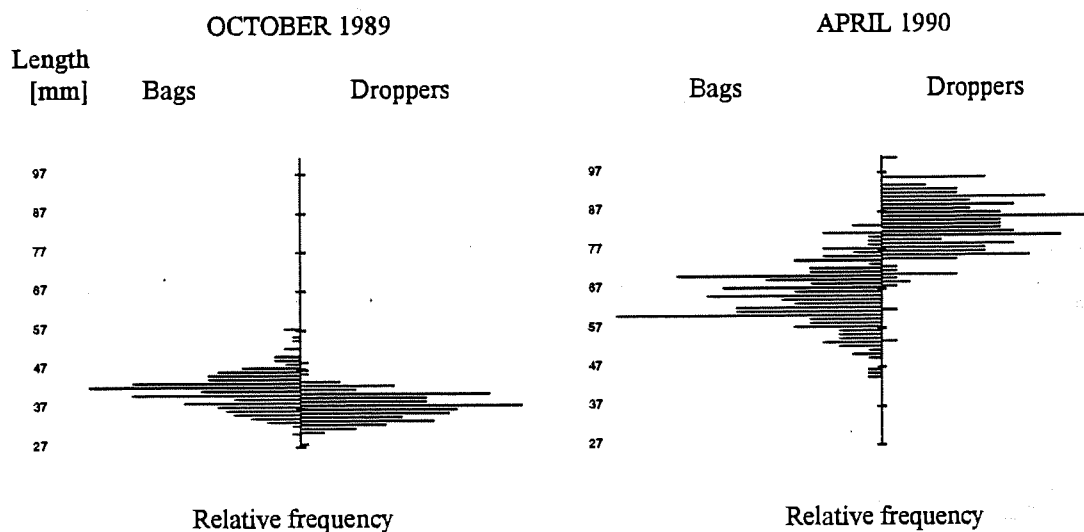 OCTOBER 1989
Length
[mm]
Bags
Droppers
97
87
77
67
57
47
37
27
Relative frequency
APRIL 1990
Bags
Droppers
97
87
77
67
57
47
37
27
Relative frequency